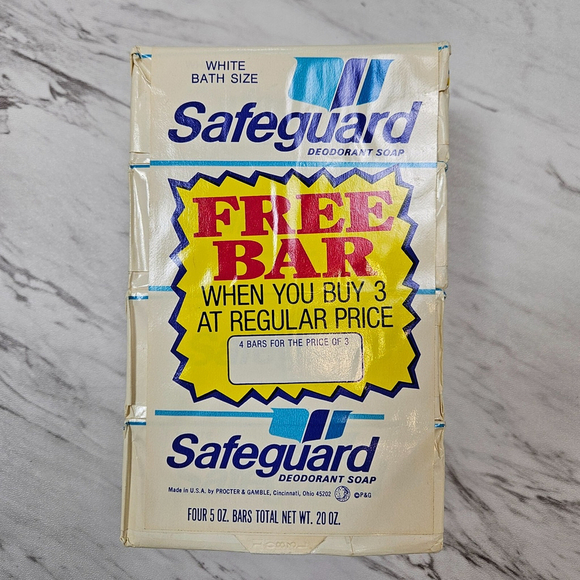 WHITE
BATH SIZE
Safeguard
DEODORANT SOAP
FREE
BAR
WHEN YOU BUY 3
AT REGULAR PRICE
4 BARS FOR THE PRICE OF 3
Safeguard
DEODORANT SOAP
Made in U.S.A. by PROCTER & GAMBLE, Cincinnati, Ohio 45202 ©P&G
FOUR 5 OZ. BARS TOTAL NET WT. 20 OZ.